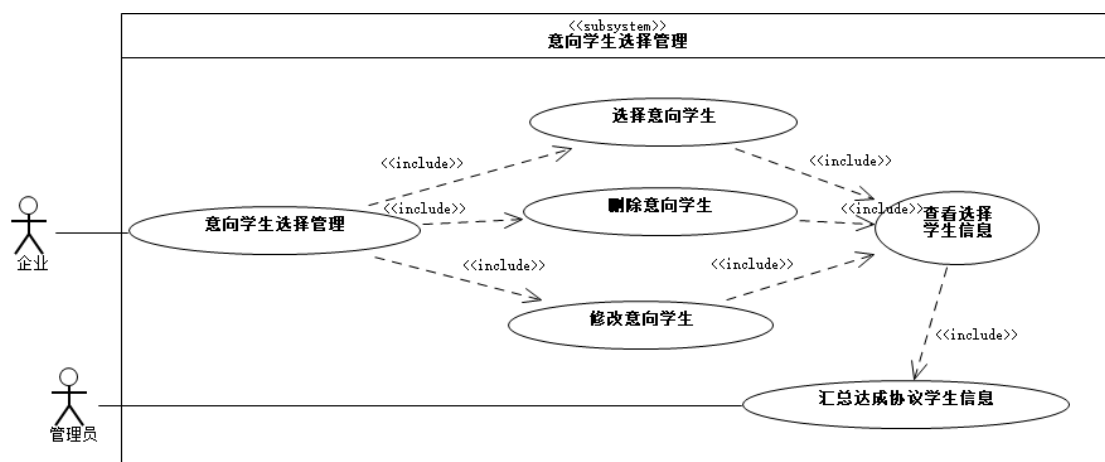 <<subsystem>>
意向学生选择管理
选择意向学生
<<include>>
<<include>>
<<include>>
删除意向学生
<<include>>
查看选择
学生信息
意向学生选择管理
企业
<<include>>
<<include>>
修改意向学生
<<include>>
汇总达成协议学生信息
管理员